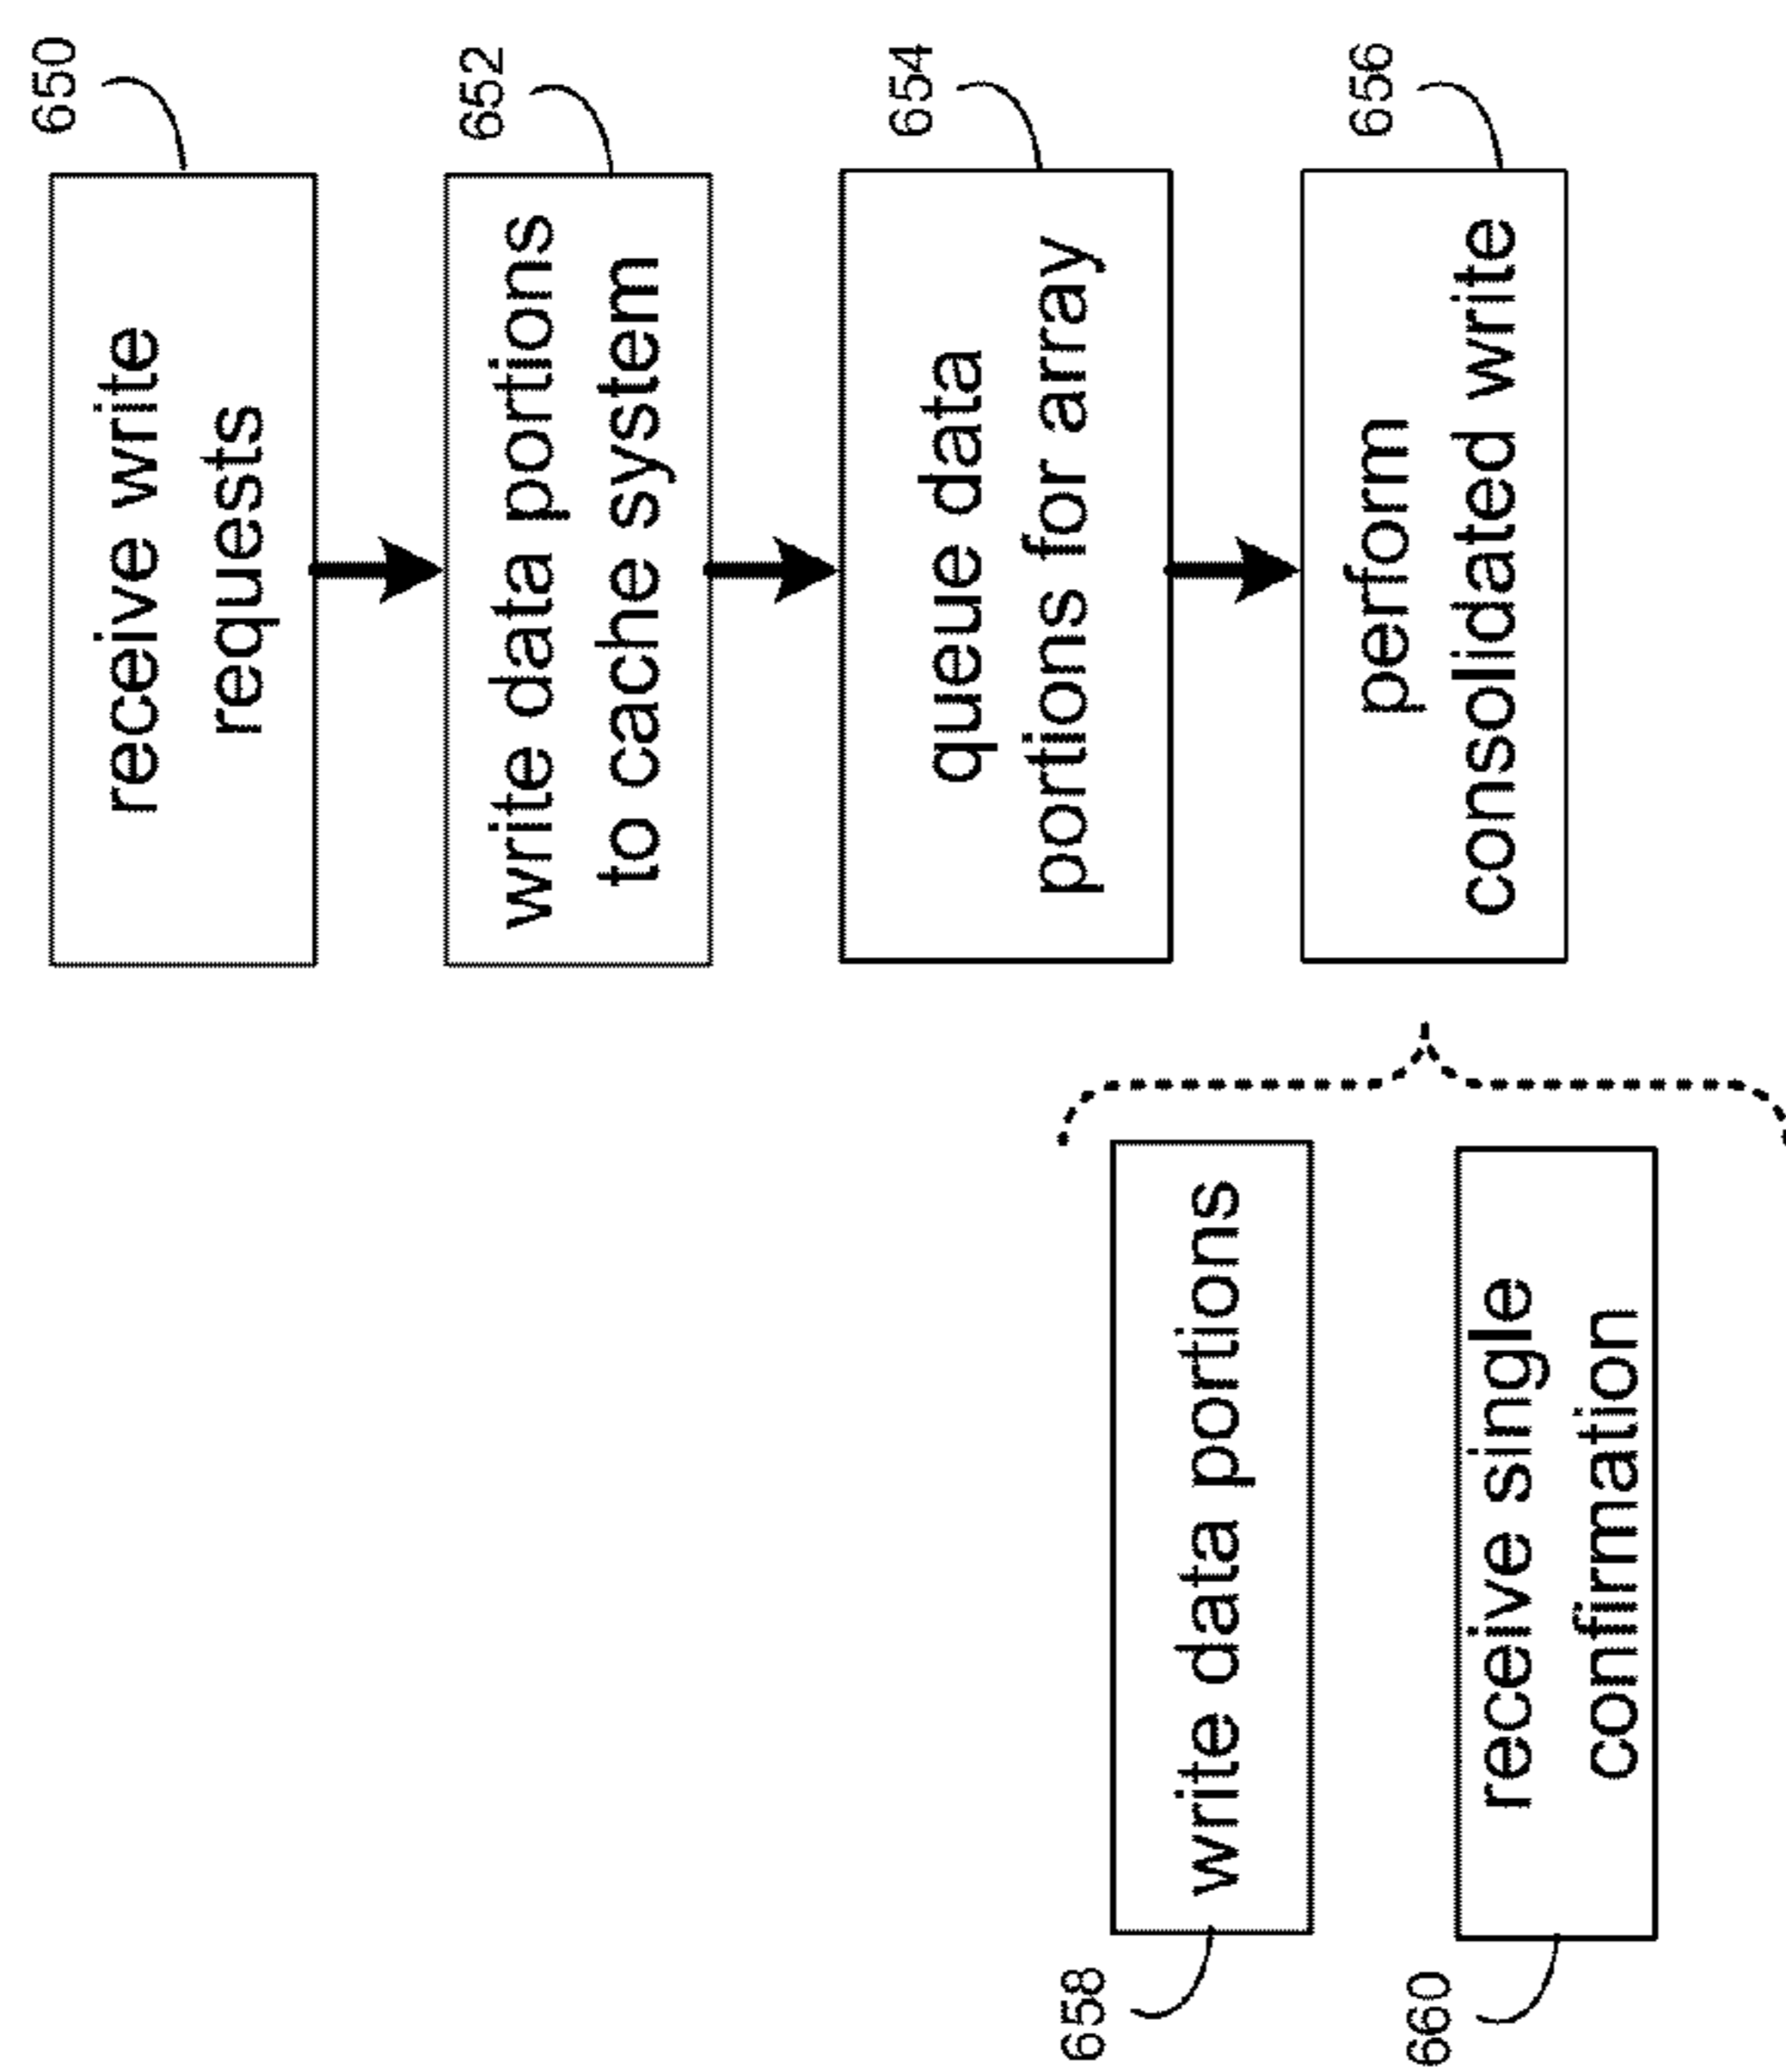 650
receive write
requests
652
write data portions
to cache system
654
queue data
portions for array
656
perform
consolidated write
658
write data portions
660
receive single
confirmation